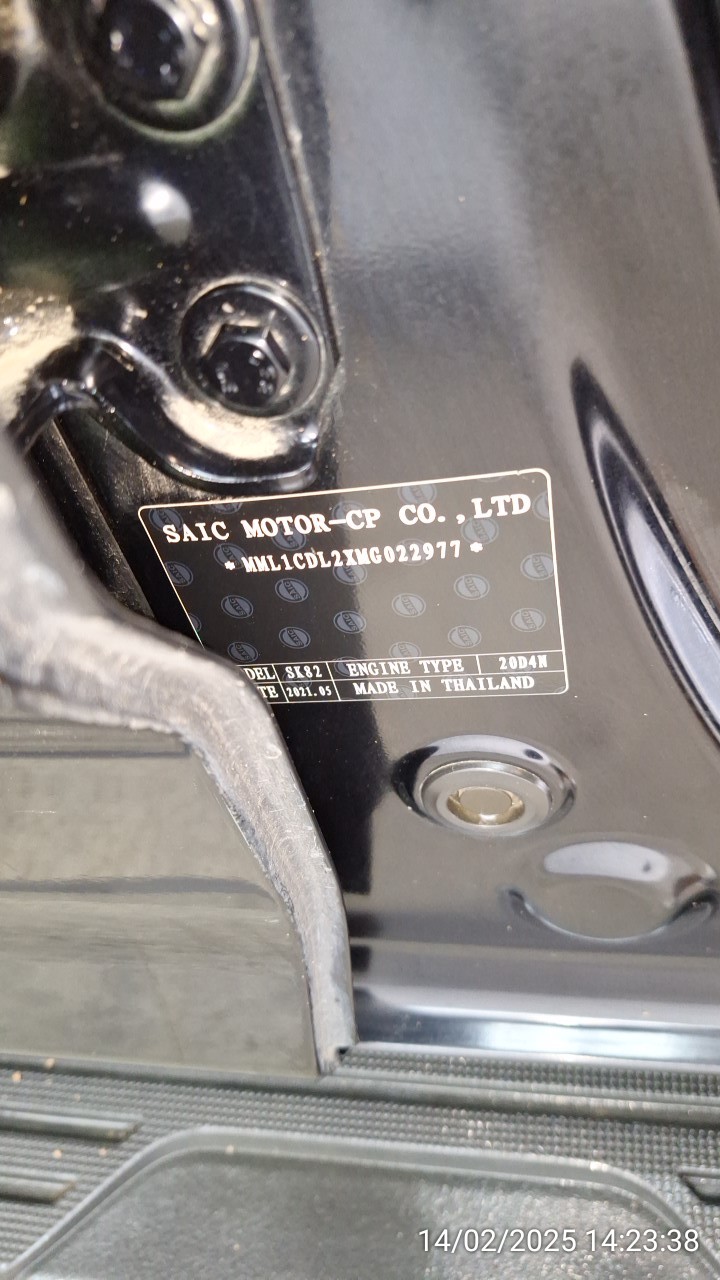 SAIC MOTOR-CP CO.,LTD
*MML1CDL2XMG022977*
DEL SK82 ENGINE TYPE 20D4N
TE 2021.05 MADE IN THAILAND
14/02/2025 14:23:38